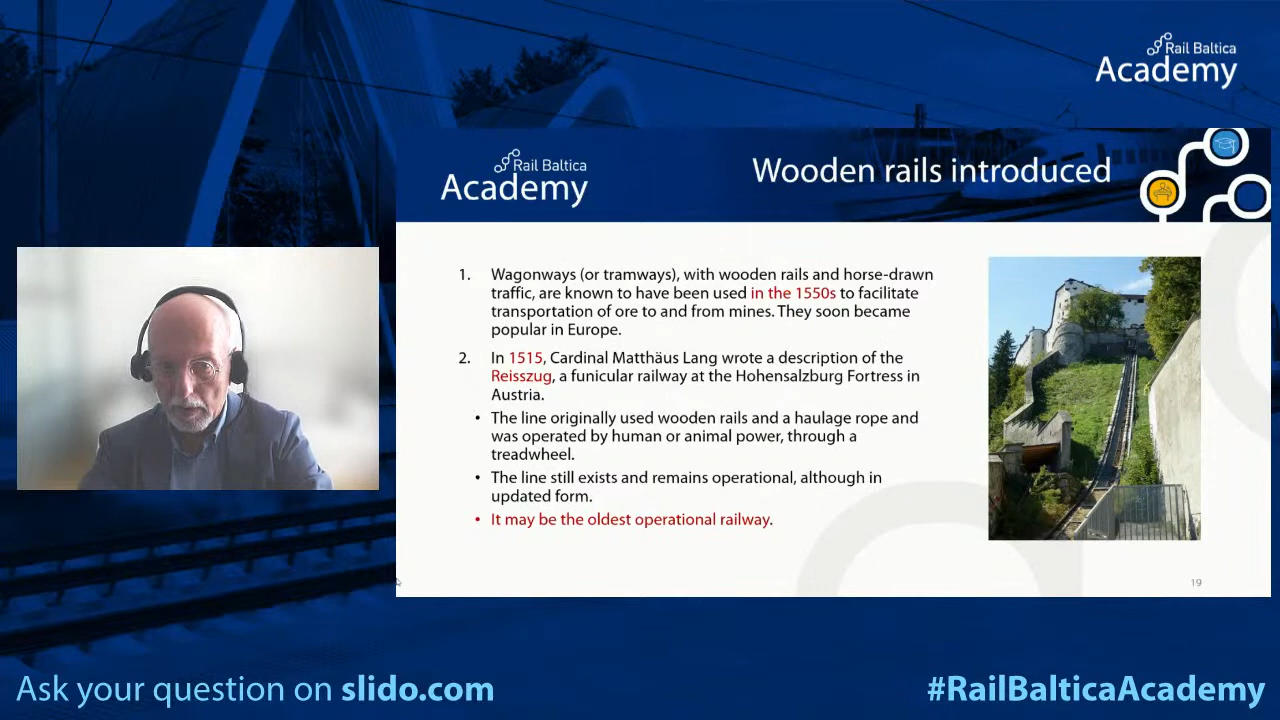 Rail Baltica
Academy
Rail Baltica
Academy
Wooden rails introduced
1. Wagonways (or tramways), with wooden rails and horse-drawn
traffic, are known to have been used in the 1550s to facilitate
transportation of ore to and from mines. They soon became
popular in Europe.
2. In 1515, Cardinal Matthäus Lang wrote a description of the
Reisszug, a funicular railway at the Hohensalzburg Fortress in
Austria.
• The line originally used wooden rails and a haulage rope and
was operated by human or animal power, through a
treadwheel.
• The line still exists and remains operational, although in
updated form.
• It may be the oldest operational railway.
19
Ask your question on slido.com
#RailBalticaAcademy